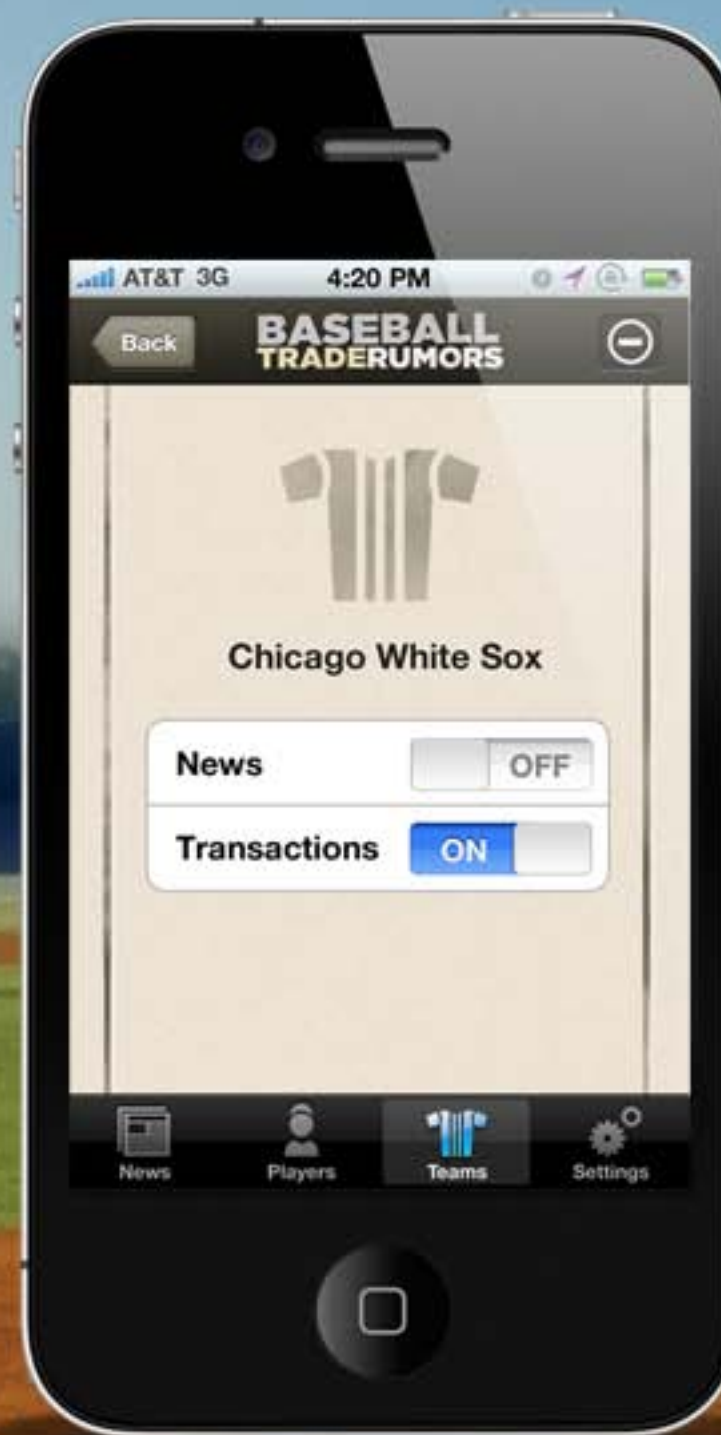 AT&T 3G 4:20 PM
Back
BASEBALL
TRADERUMORS
Chicago White Sox
News OFF
Transactions ON
News Players Teams Settings